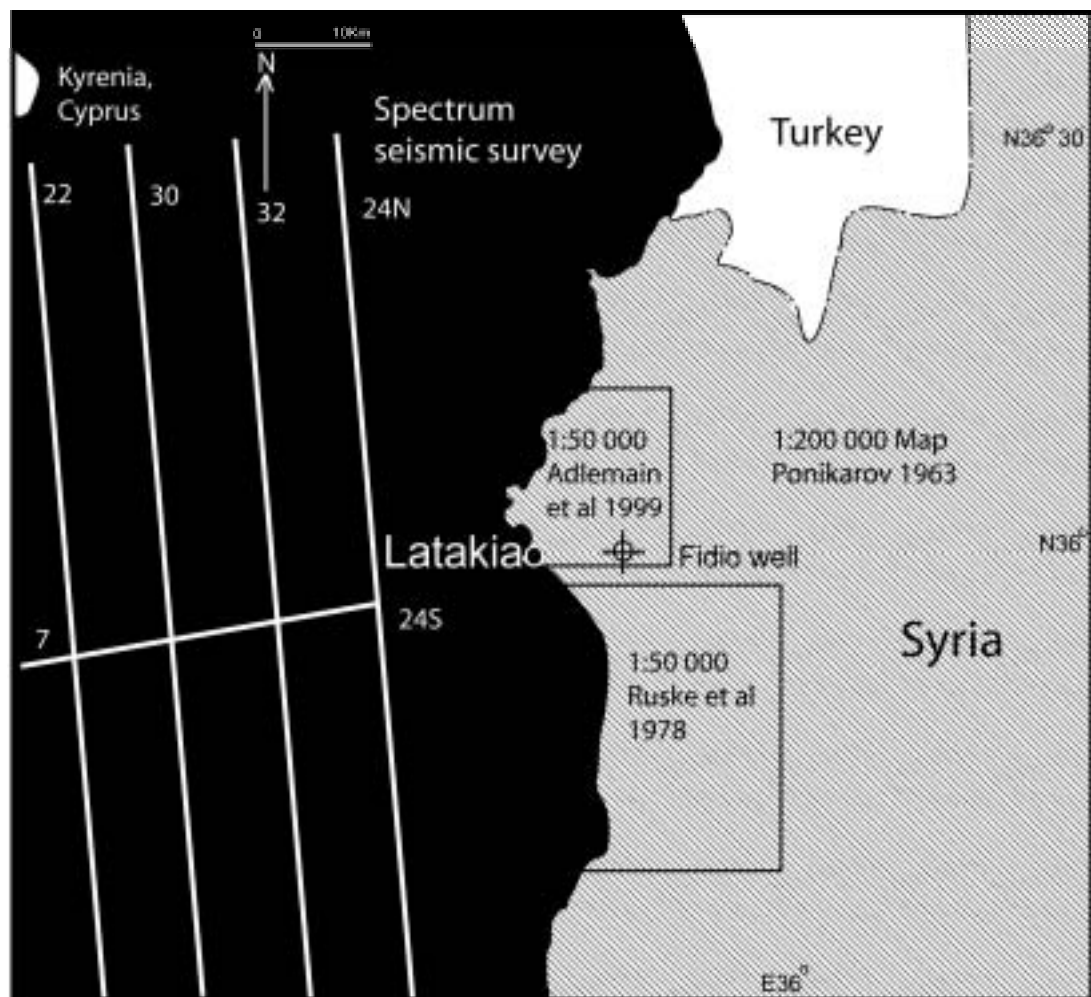 0 10Km
N
Kyrenia,
Cyprus
Spectrum
seismic survey
Turkey
N36° 30
22
30
32
24N
1:50 000
Adlemain
et al 1999
1:200 000 Map
Ponikarov 1963
N36°
Latakia
Fidio well
7
24S
Syria
1:50 000
Ruske et al
1978
E36°